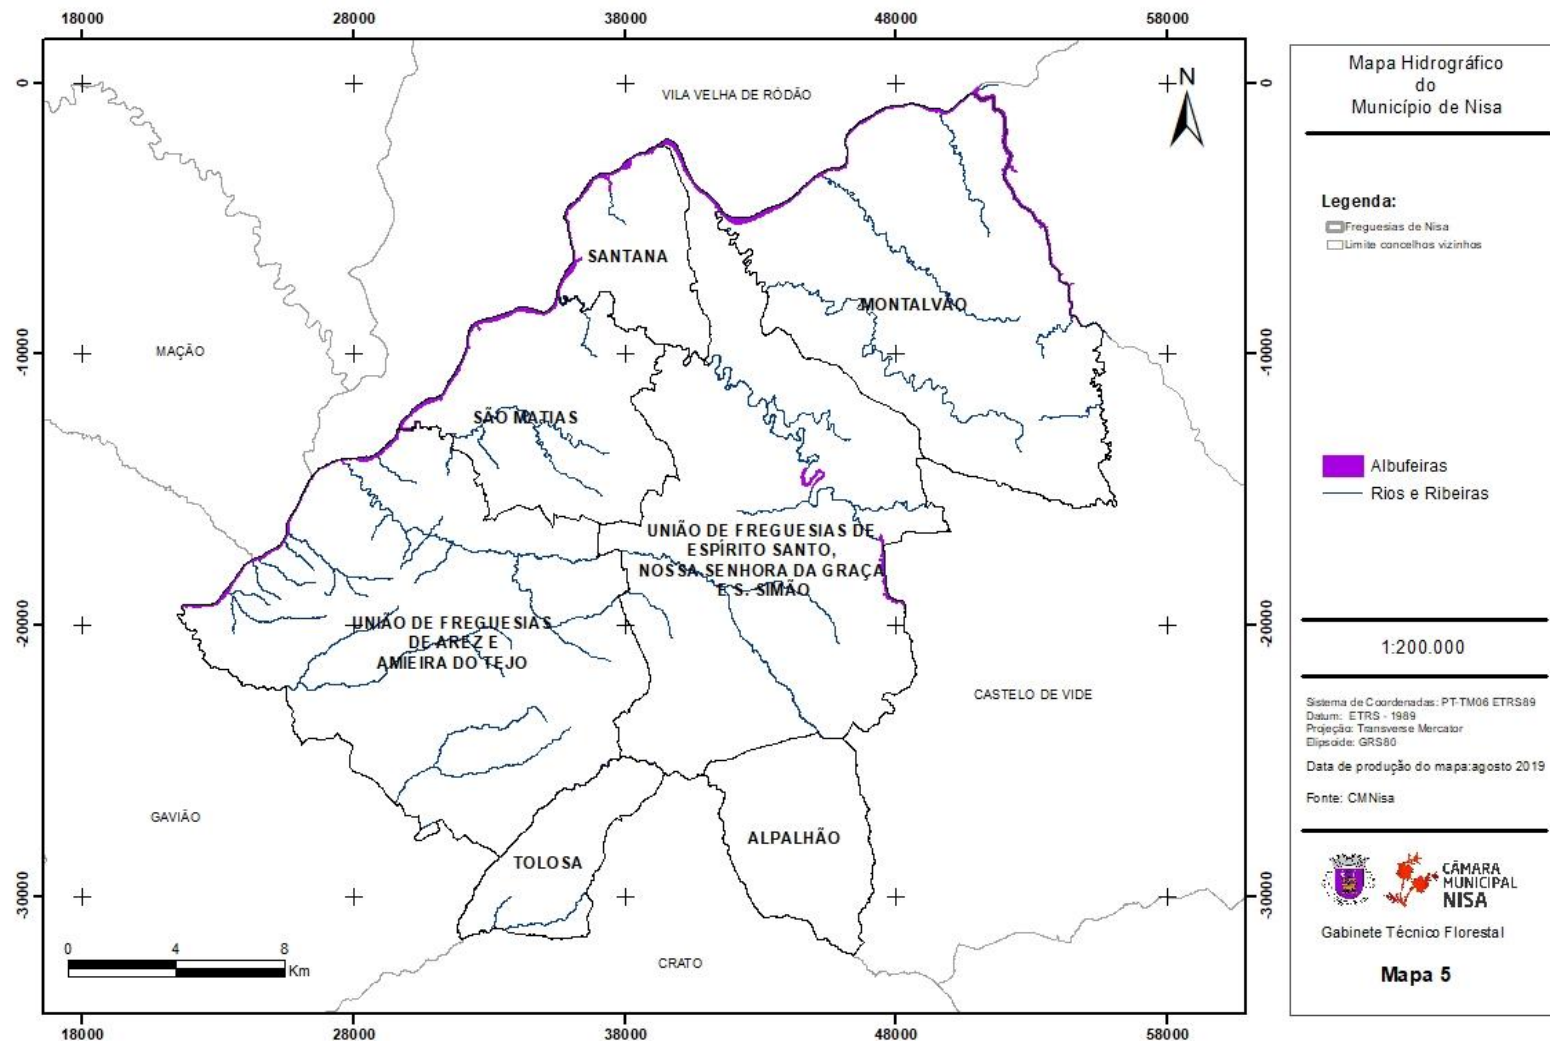 18000 28000 38000 48000 58000
0
0
-10000
-10000
-20000
-20000
-30000
-30000
N
VILA VELHA DE RÓDÃO
SANTANA
MONTALVÃO
MAÇÃO
SÃO MATIAS
UNIÃO DE FREGUESIAS DE
ESPÍRITO SANTO,
NOSSA SENHORA DA GRAÇA
E S. SIMÃO
UNIÃO DE FREGUESIAS
DE AREZ E
AMIEIRA DO TEJO
CASTELO DE VIDE
GAVIÃO
ALPALHÃO
TOLOSA
CRATO
0 4 8
Km
18000 28000 38000 48000 58000
Mapa Hidrográfico
do
Município de Nisa
Legenda:
Freguesias de Nisa
Limite concelhos vizinhos
Albufeiras
Rios e Ribeiras
1:200.000
Sistema de Coordenadas: PT-TM06 ETRS89
Datum: ETRS - 1989
Projeção: Transverse Mercator
Elipsoide: GRS80
Data de produção do mapa:agosto 2019
Fonte: CMNisa
CÂMARA
MUNICIPAL
NISA
Gabinete Técnico Florestal
Mapa 5